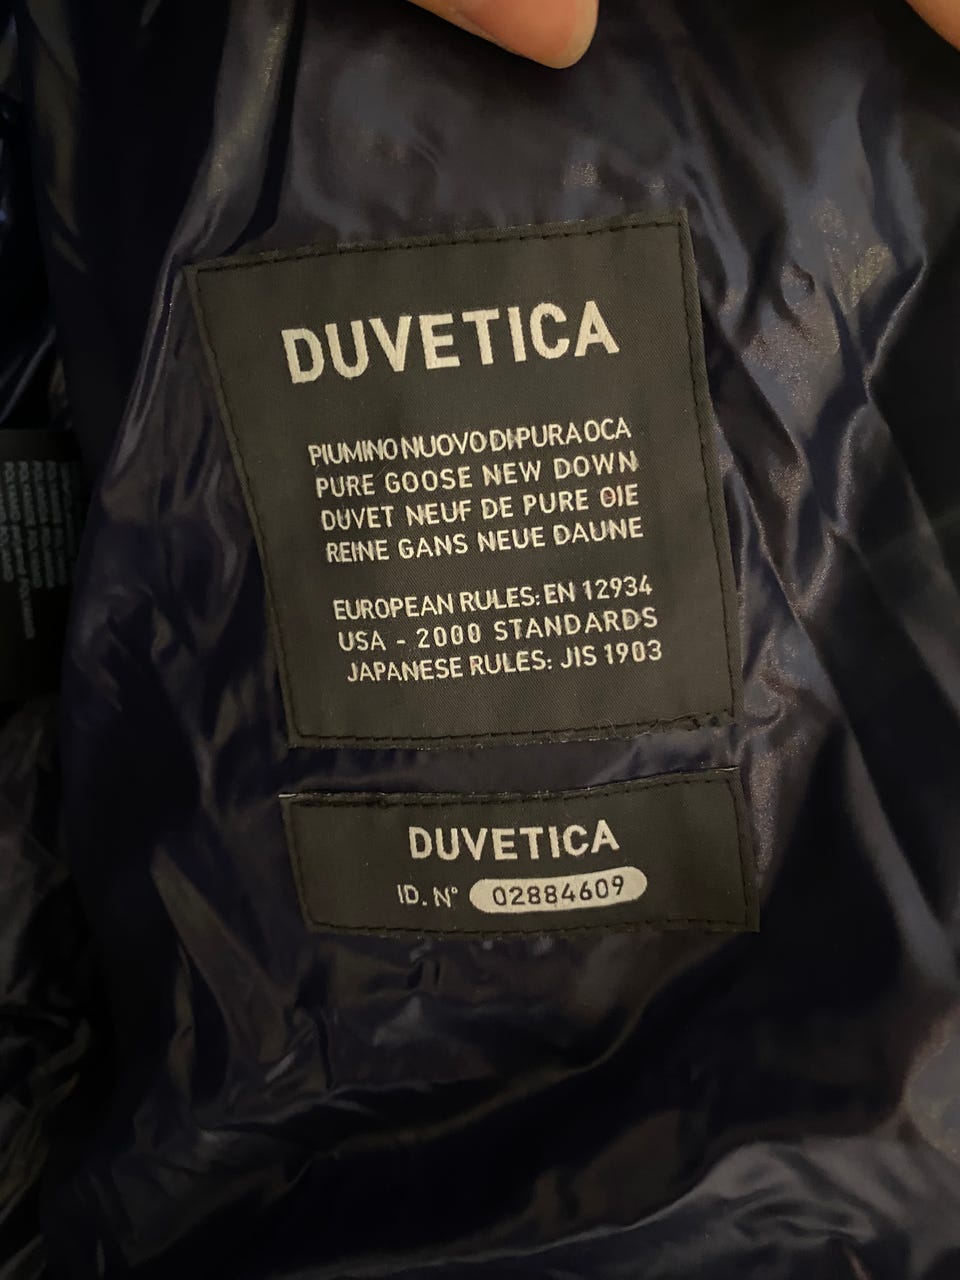 DUVETICA
PIUMINO NUOVO DI PURA OCA
PURE GOOSE NEW DOWN
DUVET NEUF DE PURE OIE
REINE GANS NEUE DAUNE
EUROPEAN RULES: EN 12934
USA - 2000 STANDARDS
JAPANESE RULES: JIS 1903
DUVETICA
ID. N° 02884609